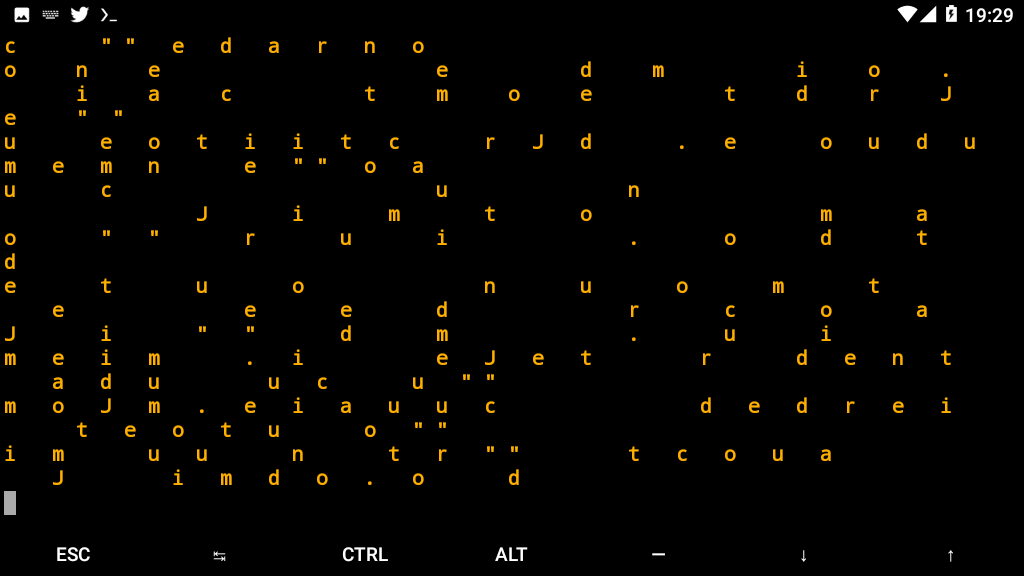 19:29
c " " e d a r n o
o n e e d m i o .
i a c t m o e t d r J
e " "
u e o t i i t c r J d . e o u d u
m e m n e " " o a
u c u n
J i m t o m a
o " " r u i . o d t
d
e t u o n u o m t
e e e d r c o a
J i " " d m . u i
m e i m . i e J e t r d e n t
a d u u c u " "
m o J m . e i a u u c d e d r e i
t e o t u o " "
i m u u n t r " " t c o u a
J i m d o . o d
ESC ↹ CTRL ALT — ↓ ↑